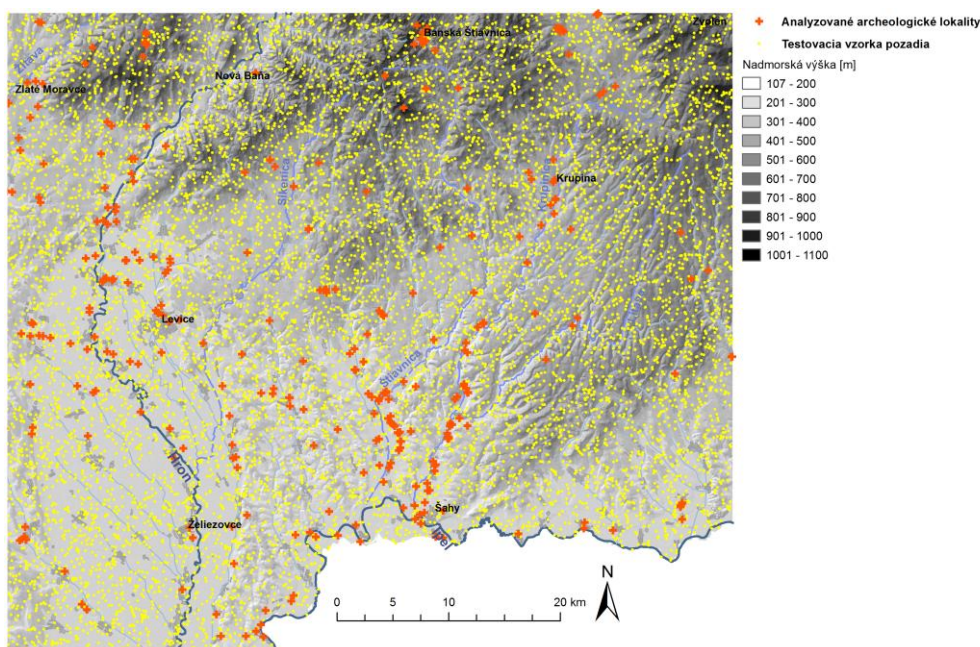 Analyzované archeologické lokality
Testovacia vzorka pozadia
Nadmorská výška [m]
107 - 200
201 - 300
301 - 400
401 - 500
501 - 600
601 - 700
701 - 800
801 - 900
901 - 1000
1001 - 1100
Zvolen
Banská Štiavnica
Žitava
Nová Baňa
Zlaté Moravce
Sikenica
Krupinica
Krupina
Levice
Štiavnica
Hron
Šahy
Ipeľ
Želiezovce
N
0 5 10 20 km